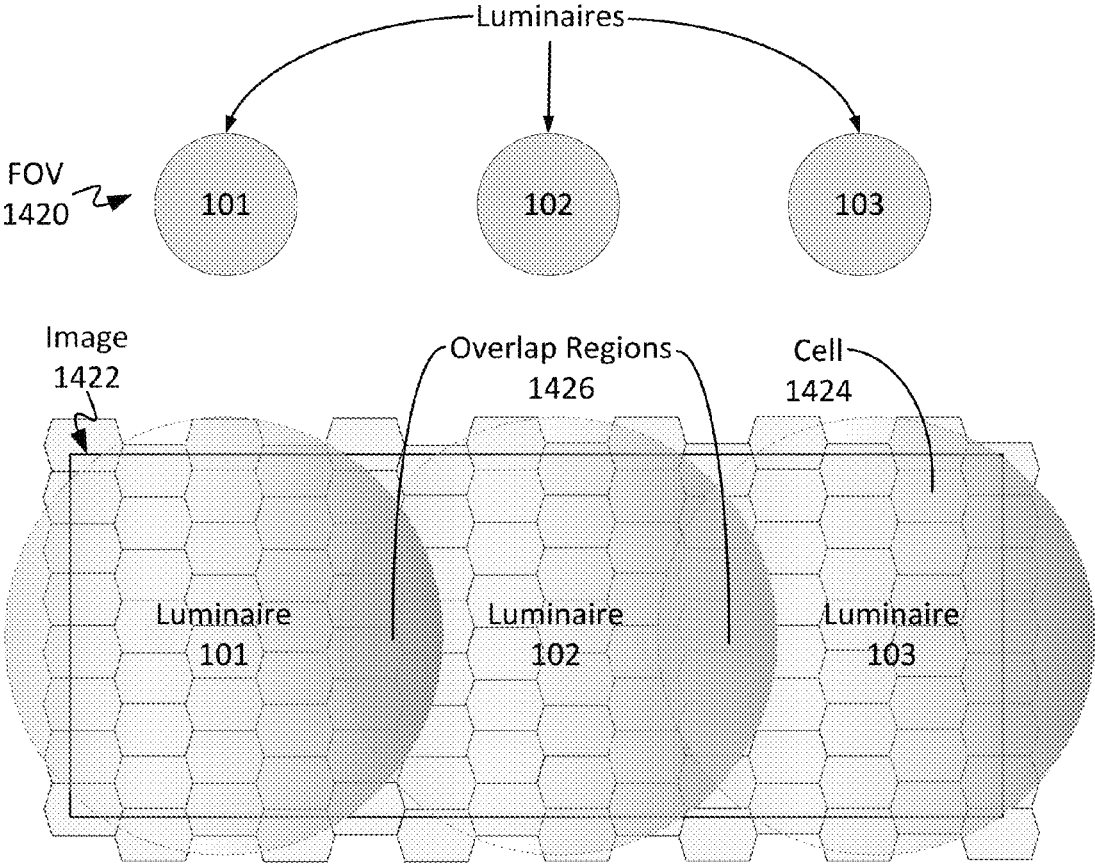 Luminaires
FOV
1420
101
102
103
Image
1422
Overlap Regions
1426
Cell
1424
Luminaire
101
Luminaire
102
Luminaire
103